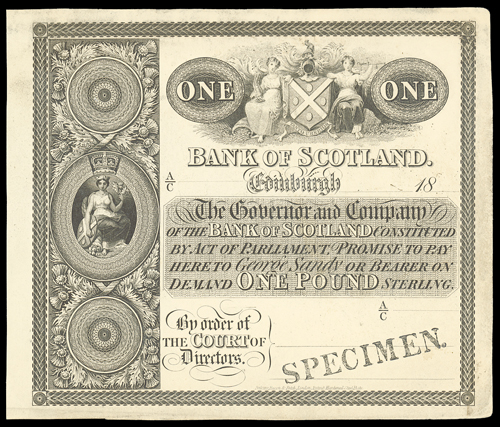 ONE ONE
BANK OF SCOTLAND.
A/C Edinburgh 18
The Governor and Company
OF THE BANK OF SCOTLAND CONSTITUTED
BY ACT OF PARLIAMENT PROMISE TO PAY
HERE TO George Sandy OR BEARER ON
DEMAND ONE POUND STERLING.
A/C
By order of
THE COURT OF
Directors.
SPECIMEN.